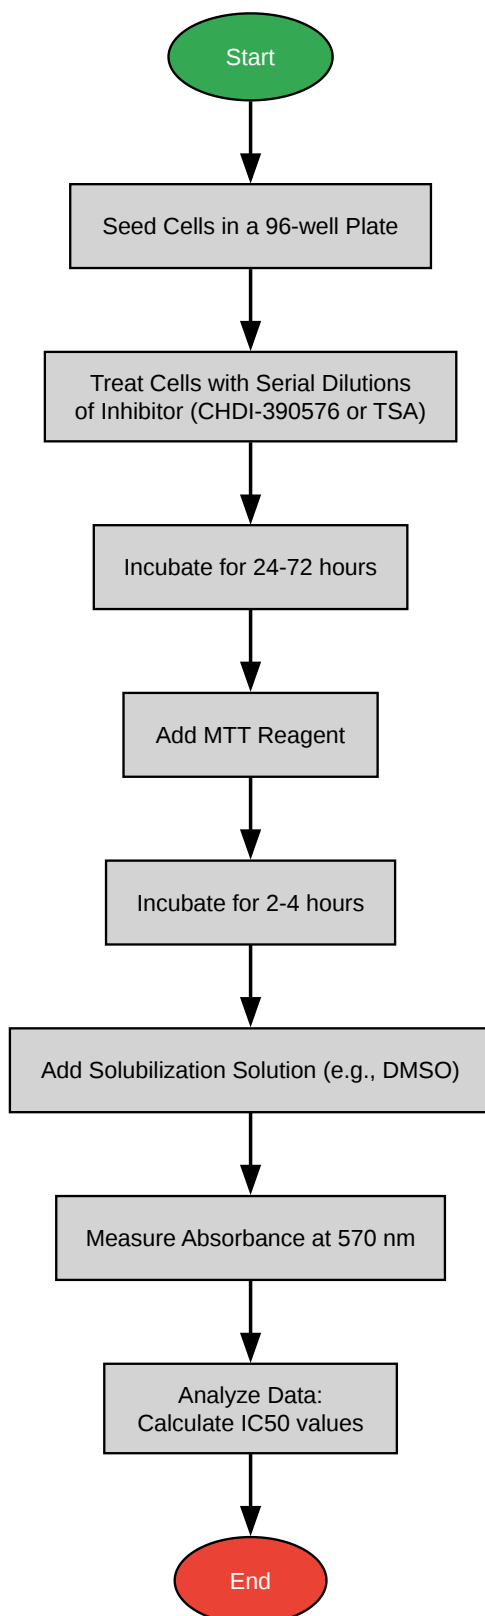 Start
Seed Cells in a 96-well Plate
Treat Cells with Serial Dilutions
of Inhibitor (CHDI-390576 or TSA)
Incubate for 24-72 hours
Add MTT Reagent
Incubate for 2-4 hours
Add Solubilization Solution (e.g., DMSO)
Measure Absorbance at 570 nm
Analyze Data:
Calculate IC50 values
End